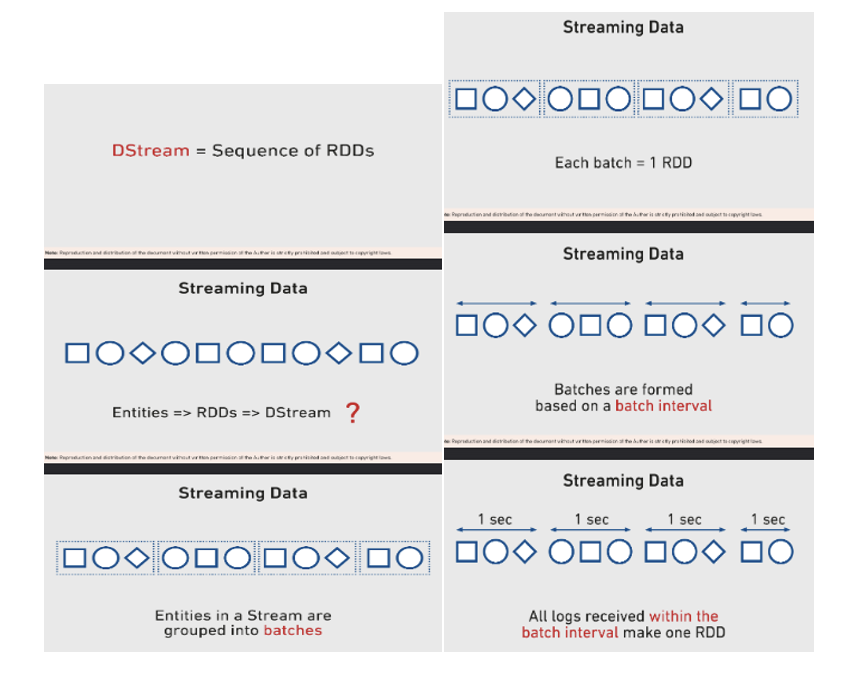 DStream = Sequence of RDDs
Note: Reproduction and distribution of the document without written permission of the Author is strictly prohibited and subject to copyright laws.
Streaming Data
Entities => RDDs => DStream ?
Note: Reproduction and distribution of the document without written permission of the Author is strictly prohibited and subject to copyright laws.
Streaming Data
Entities in a Stream are
grouped into batches
Streaming Data
Each batch = 1 RDD
te: Reproduction and distribution of the document without written permission of the Author is strictly prohibited and subject to copyright laws.
Streaming Data
Batches are formed
based on a batch interval
te: Reproduction and distribution of the document without written permission of the Author is strictly prohibited and subject to copyright laws.
Streaming Data
1 sec 1 sec 1 sec 1 sec
All logs received within the
batch interval make one RDD